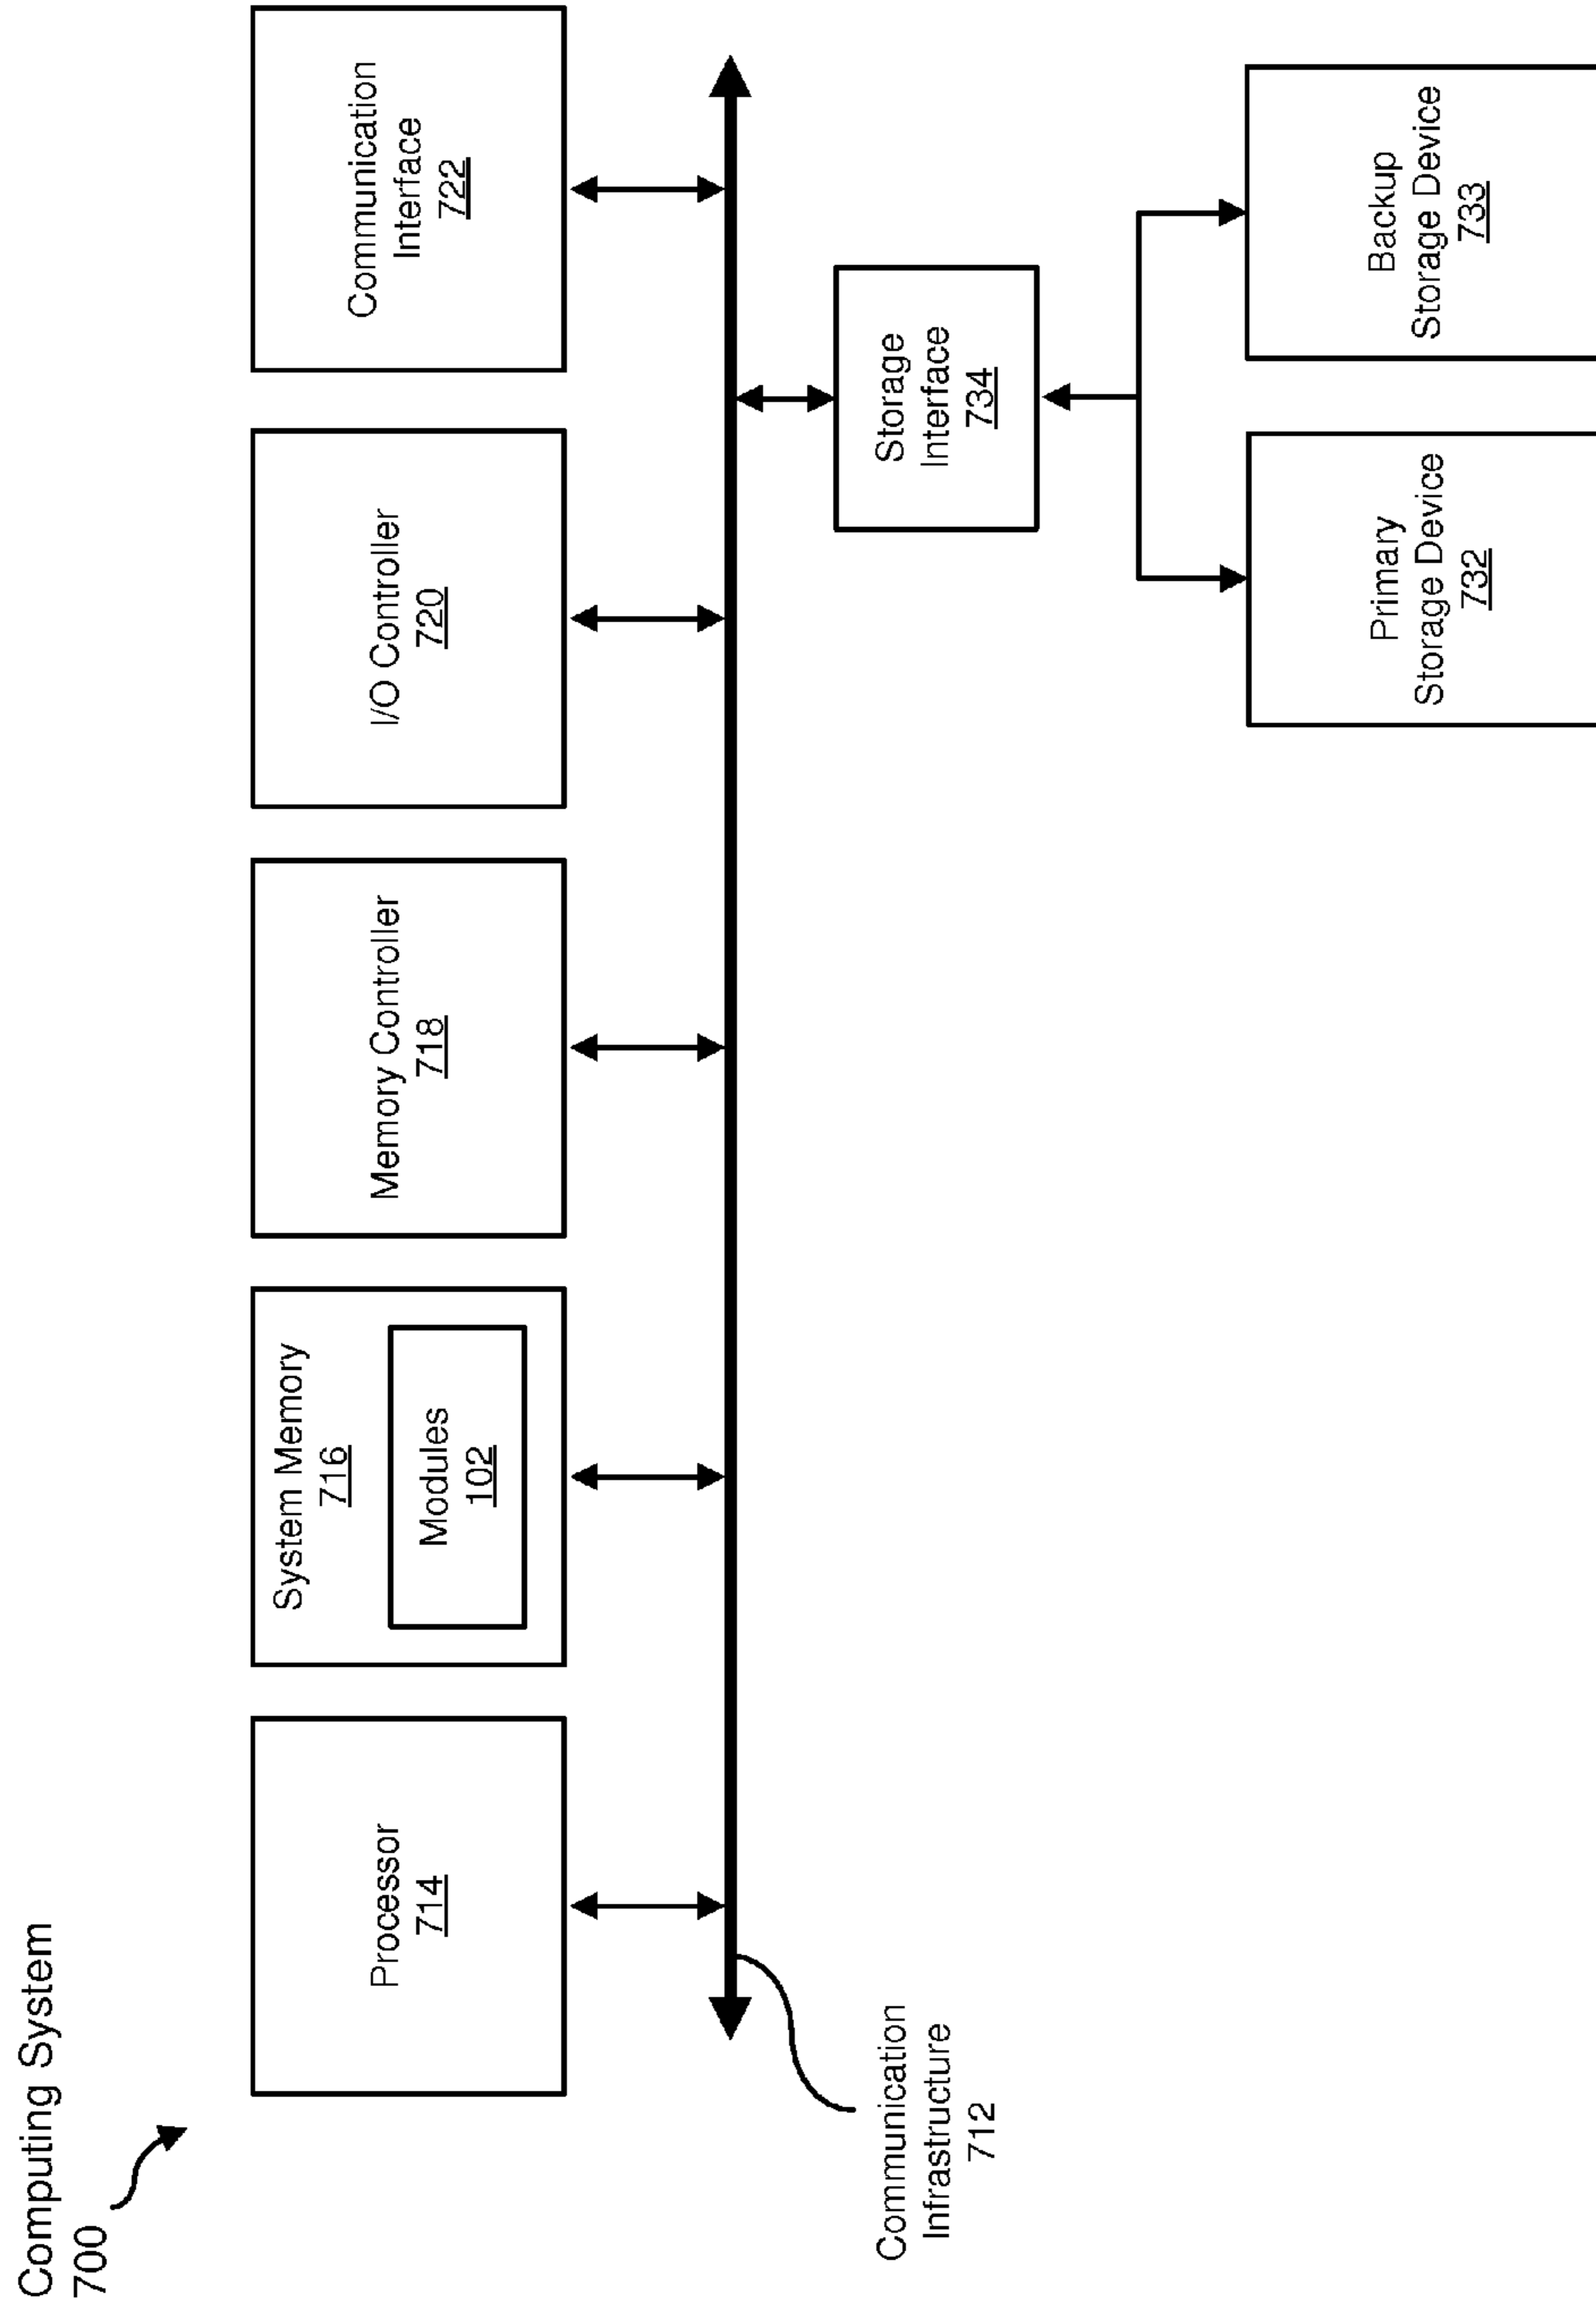 Computing System
700
Processor
714
System Memory
716
Modules
102
Memory Controller
718
I/O Controller
720
Communication
Interface
722
Communication
Infrastructure
712
Storage
Interface
734
Primary
Storage Device
732
Backup
Storage Device
733